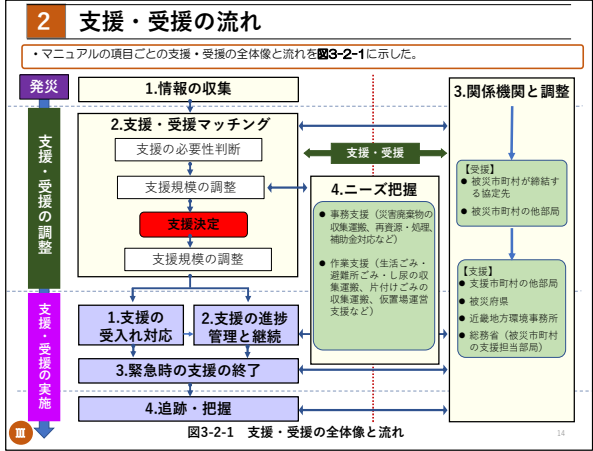 2 支援・受援の流れ
・マニュアルの項目ごとの支援・受援の全体像と流れを図3-2-1に示した。
発災
支援・受援の調整
支援・受援の実施
1.情報の収集
2.支援・受援マッチング
支援の必要性判断
支援規模の調整
支援決定
支援規模の調整
支援・受援
4.ニーズ把握
● 事務支援（災害廃棄物の
収集運搬、再資源・処理、
補助金対応など）
● 作業支援（生活ごみ・
避難所ごみ・し尿の収
集運搬、片付けごみの
収集運搬、仮置場運営
支援など）
3.関係機関と調整
【受援】
● 被災市町村が締結す
る協定先
● 被災市町村の他部局
【支援】
● 支援市町村の他部局
● 被災府県
● 近畿地方環境事務所
● 総務省（被災市町村
の支援担当部局）
1.支援の
受入れ対応
2.支援の進捗
管理と継続
3.緊急時の支援の終了
4.追跡・把握
図3-2-1 支援・受援の全体像と流れ
Ⅲ
14